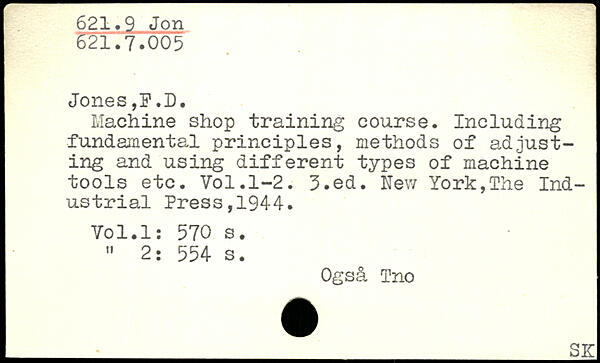 621.9 Jon
621.7.005
Jones,F.D.
Machine shop training course. Including
fundamental principles, methods of adjust-
ing and using different types of machine
tools etc. Vol.1-2. 3.ed. New York,The Ind-
ustrial Press,1944.
Vol.1: 570 s.
" 2: 554 s.
Også Tno
SK